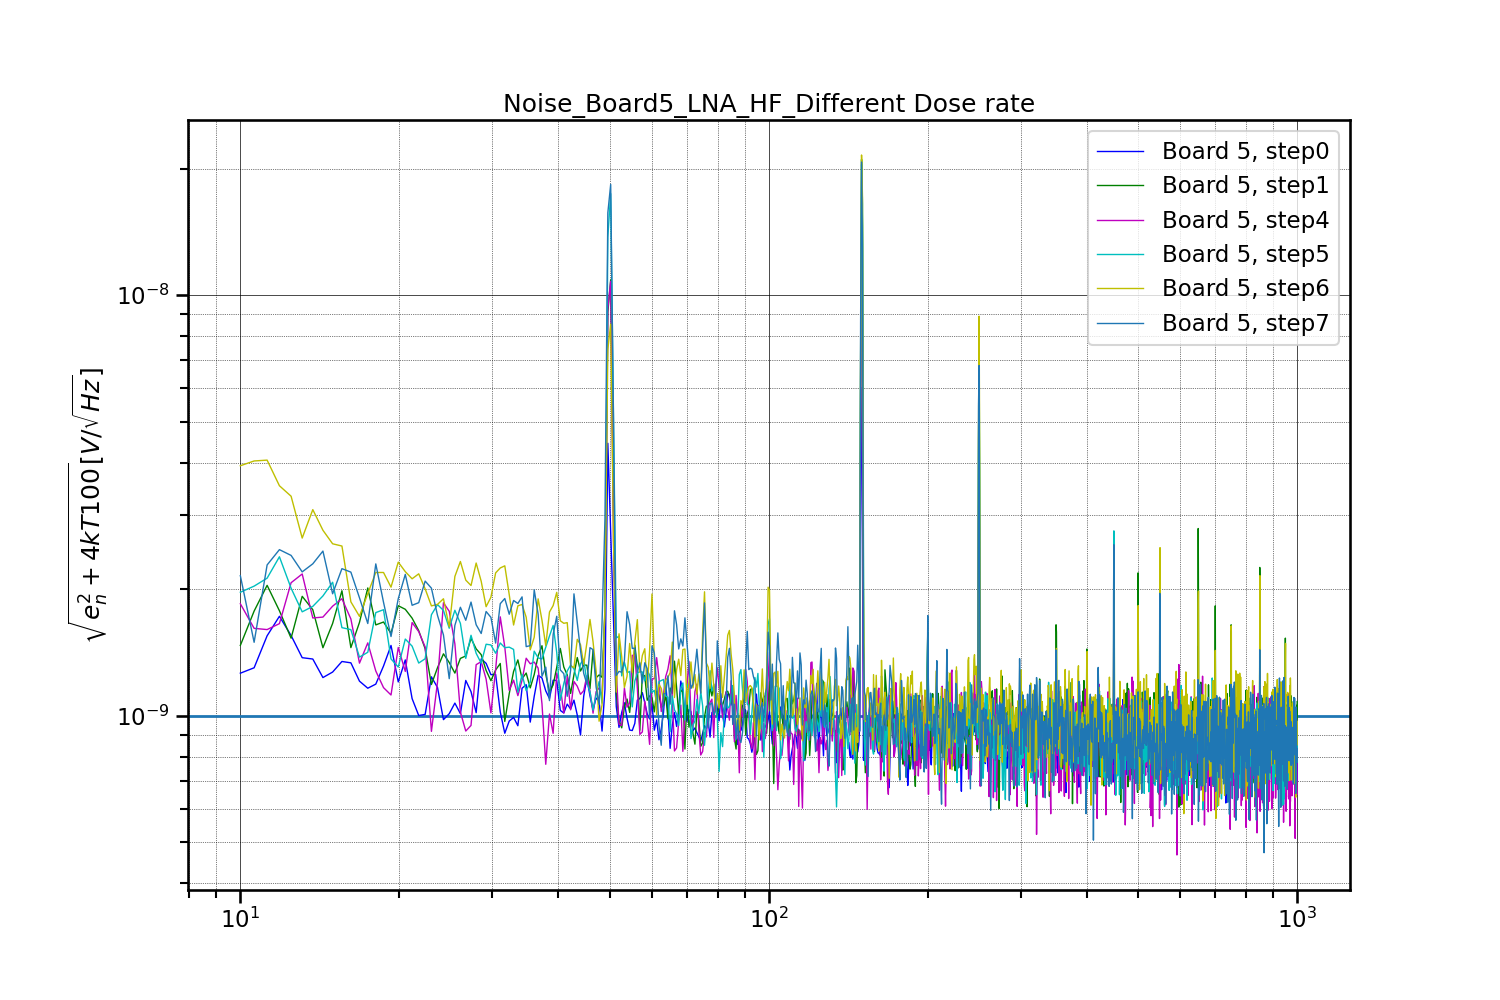 Noise_Board5_LNA_HF_Different Dose rate
Board 5, step0
Board 5, step1
Board 5, step4
Board 5, step5
Board 5, step6
Board 5, step7
√(eₙ² + 4kT100) [V/√Hz]
10⁻⁸
10⁻⁹
10¹ 10² 10³